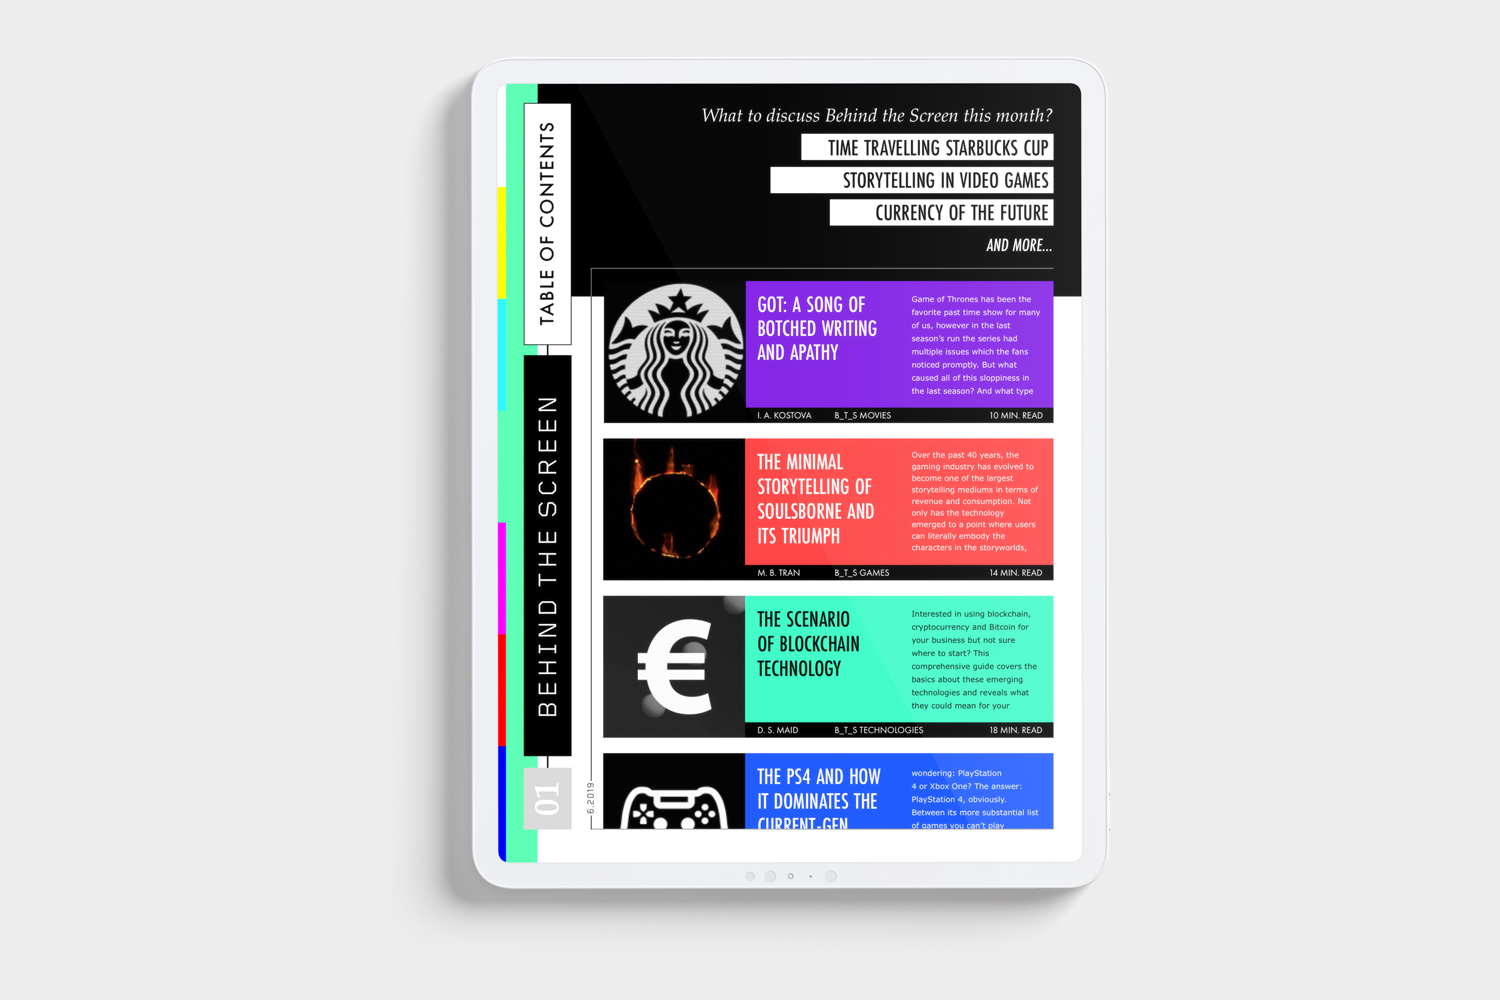 TABLE OF CONTENTS
BEHIND THE SCREEN
01
6.2019
What to discuss Behind the Screen this month?
TIME TRAVELLING STARBUCKS CUP
STORYTELLING IN VIDEO GAMES
CURRENCY OF THE FUTURE
AND MORE...
GOT: A SONG OF
BOTCHED WRITING
AND APATHY
Game of Thrones has been the
favorite past time show for many
of us, however in the last
season's run the series had
multiple issues which the fans
noticed promptly. But what
caused all of this sloppiness in
the last season? And what type
I. A. KOSTOVA B_T_S MOVIES 10 MIN. READ
THE MINIMAL
STORYTELLING OF
SOULSBORNE AND
ITS TRIUMPH
Over the past 40 years, the
gaming industry has evolved to
become one of the largest
storytelling mediums in terms of
revenue and consumption. Not
only has the technology
emerged to a point where users
can literally embody the
characters in the storyworlds,
M. B. TRAN B_T_S GAMES 14 MIN. READ
€
THE SCENARIO
OF BLOCKCHAIN
TECHNOLOGY
Interested in using blockchain,
cryptocurrency and Bitcoin for
your business but not sure
where to start? This
comprehensive guide covers the
basics about these emerging
technologies and reveals what
they could mean for your
D. S. MAID B_T_S TECHNOLOGIES 18 MIN. READ
THE PS4 AND HOW
IT DOMINATES THE
CURRENT-GEN
wondering: PlayStation
4 or Xbox One? The answer:
PlayStation 4, obviously.
Between its more substantial list
of games you can't play